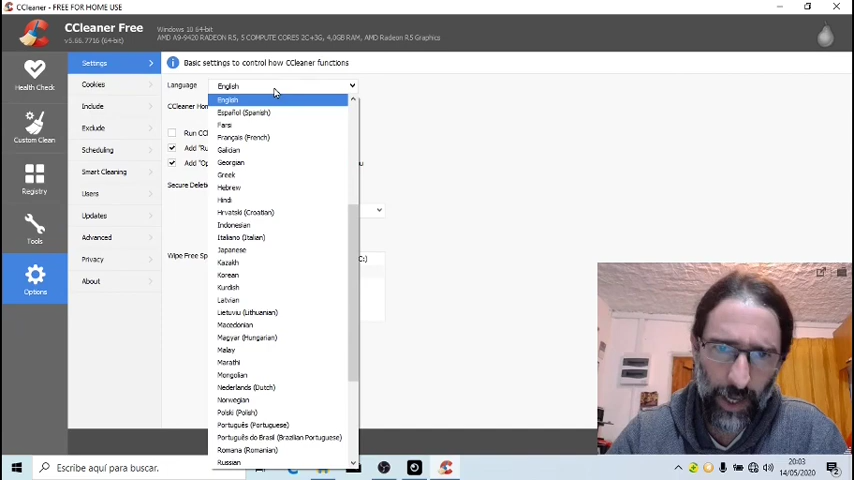 CCleaner - FREE FOR HOME USE
CCleaner Free
v5.66.7716 (64-bit)
Windows 10 64-bit
AMD A9-9420 RADEON R5, 5 COMPUTE CORES 2C+3G, 4,0GB RAM, AMD Radeon R5 Graphics
Health Check
Custom Clean
Registry
Tools
Options
Settings
Cookies
Include
Exclude
Scheduling
Smart Cleaning
Users
Updates
Advanced
Privacy
About
Basic settings to control how CCleaner functions
Language
English
CCleaner Hom
Run CCl
Add "Ru
Add "Op
ou
Secure Deletio
Wipe Free Sp
C:)
English
Español (Spanish)
Farsi
Français (French)
Galician
Georgian
Greek
Hebrew
Hindi
Hrvatski (Croatian)
Indonesian
Italiano (Italian)
Japanese
Kazakh
Korean
Kurdish
Latvian
Lietuviu (Lithuanian)
Macedonian
Magyar (Hungarian)
Malay
Marathi
Mongolian
Nederlands (Dutch)
Norwegian
Polski (Polish)
Português (Portuguese)
Português do Brasil (Brazilian Portuguese)
Romana (Romanian)
Russian
Escribe aquí para buscar.
20:03
14/05/2020
2